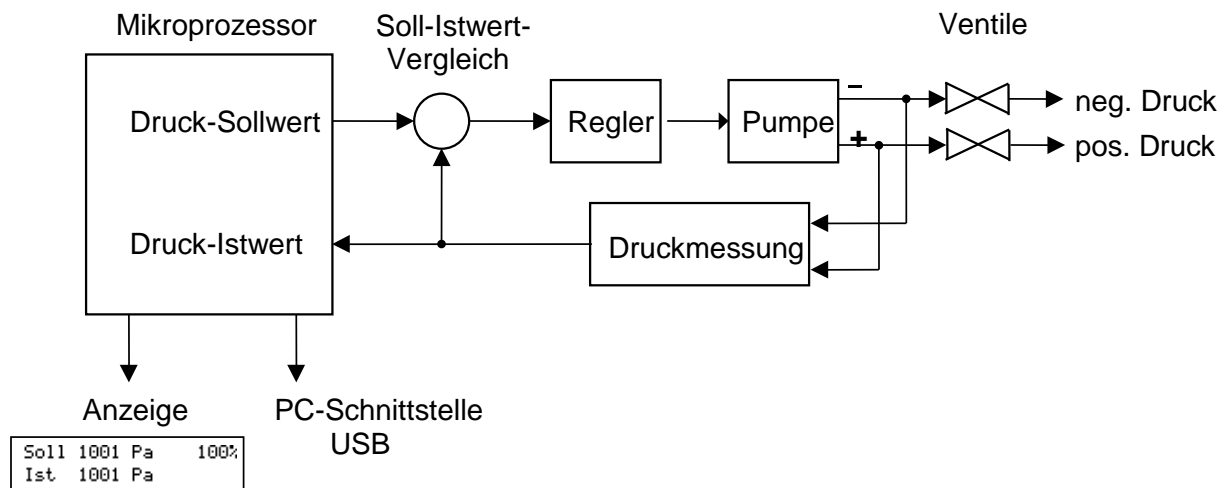 Mikroprozessor
Soll-Istwert-
Vergleich
Ventile
Druck-Sollwert
Regler
Pumpe
−
+
neg. Druck
pos. Druck
Druck-Istwert
Druckmessung
Anzeige
PC-Schnittstelle
USB
Soll 1001 Pa 100%
Ist 1001 Pa